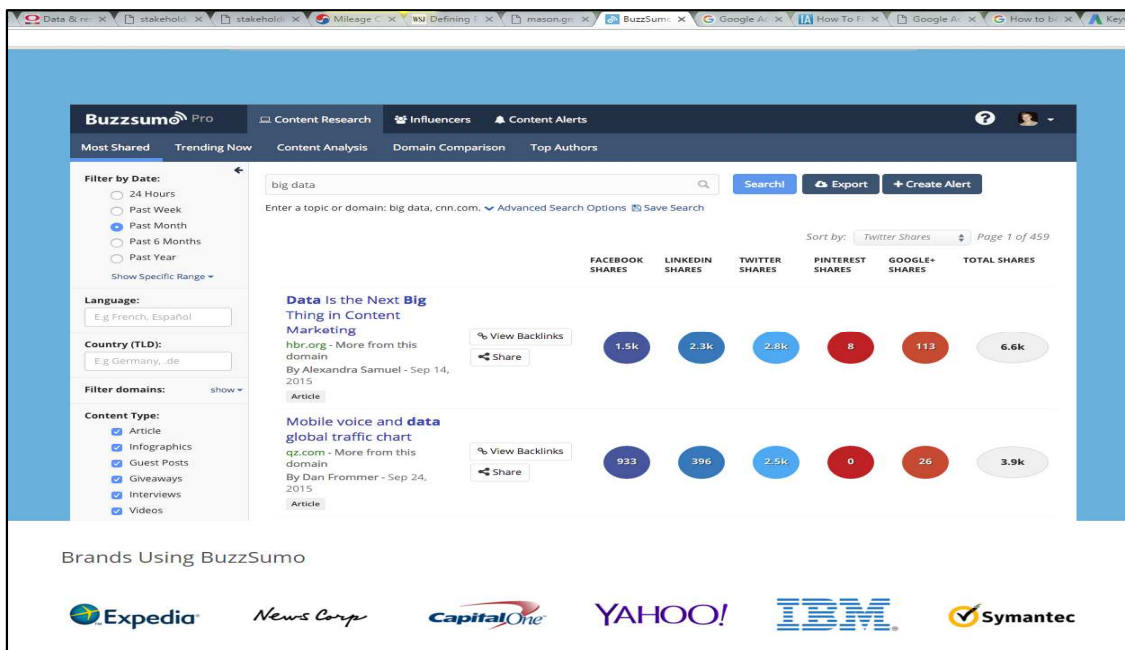 Data & re
stakehold
stakehold
Mileage C
WSJ Defining
mason.gm
BuzzSumo
G Google Ac
IA How To F
Google Ac
G How to b
Key
Buzzsumo Pro
Content Research
Influencers
Content Alerts
?
Most Shared Trending Now Content Analysis Domain Comparison Top Authors
Filter by Date:
24 Hours
Past Week
Past Month
Past 6 Months
Past Year
Show Specific Range
Language:
E.g French, Español
Country (TLD):
E.g Germany, .de
Filter domains: show
Content Type:
Article
Infographics
Guest Posts
Giveaways
Interviews
Videos
big data
Search! Export + Create Alert
Enter a topic or domain: big data, cnn.com. Advanced Search Options Save Search
Sort by: Twitter Shares Page 1 of 459
FACEBOOK SHARES
LINKEDIN SHARES
TWITTER SHARES
PINTEREST SHARES
GOOGLE+ SHARES
TOTAL SHARES
Data Is the Next Big
Thing in Content
Marketing
hbr.org - More from this
domain
By Alexandra Samuel - Sep 14,
2015
Article
View Backlinks
Share
1.5k 2.3k 2.8k 8 113 6.6k
Mobile voice and data
global traffic chart
qz.com - More from this
domain
By Dan Frommer - Sep 24,
2015
Article
View Backlinks
Share
933 396 2.5k 0 26 3.9k
Brands Using BuzzSumo
Expedia News Corp CapitalOne YAHOO! IBM Symantec